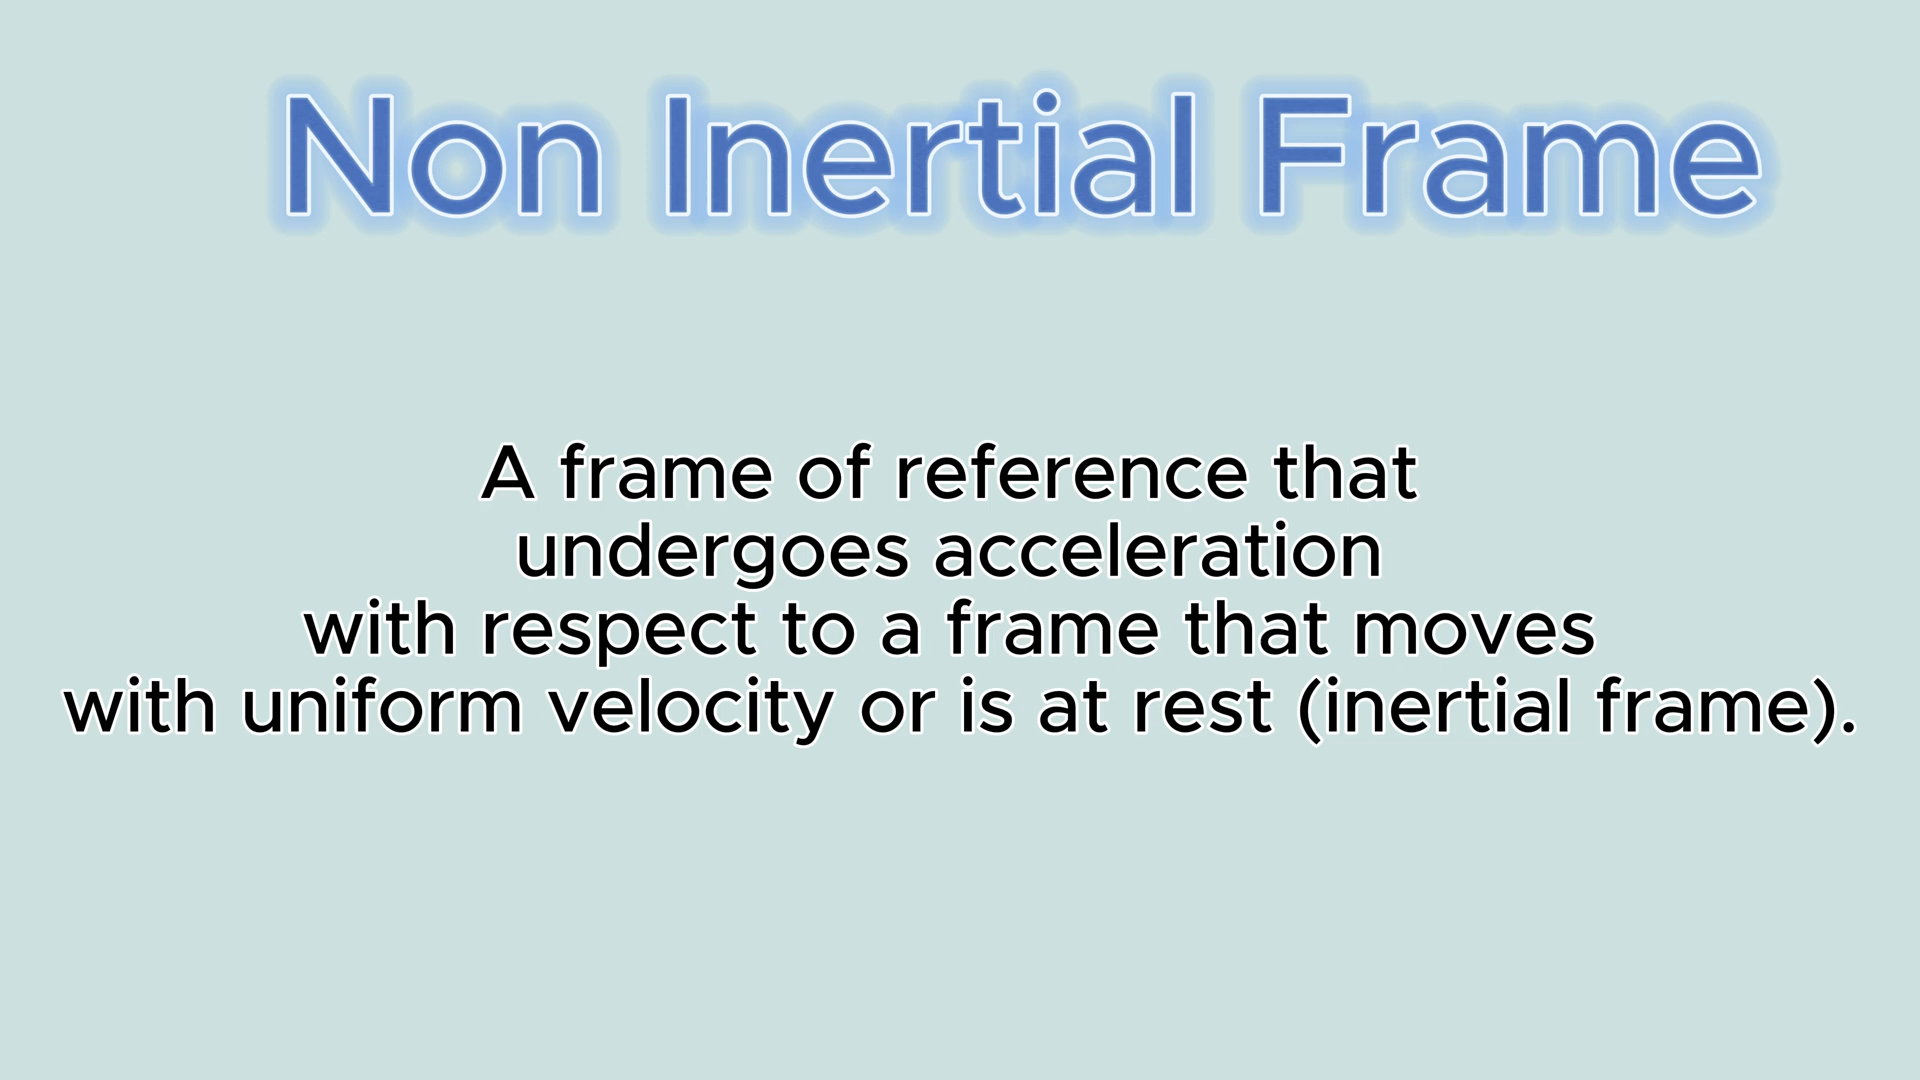 Non Inertial Frame
A frame of reference that
undergoes acceleration
with respect to a frame that moves
with uniform velocity or is at rest (inertial frame).